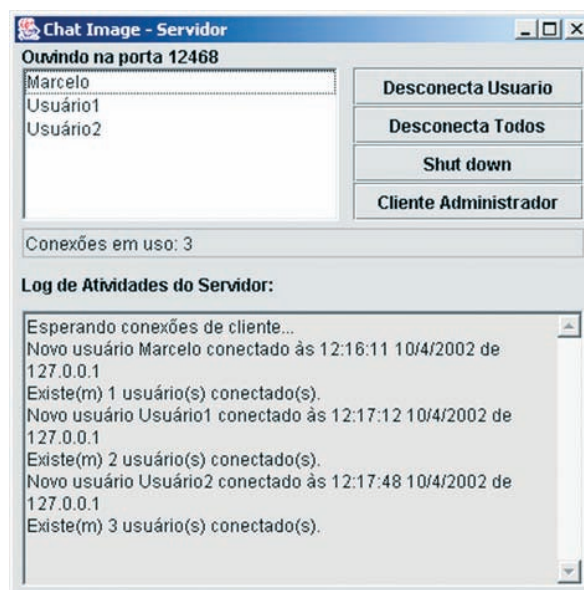 Chat Image - Servidor
Ouvindo na porta 12468
Marcelo
Usuário1
Usuário2
Desconecta Usuario
Desconecta Todos
Shut down
Cliente Administrador
Conexões em uso: 3
Log de Atividades do Servidor:
Esperando conexões de cliente...
Novo usuário Marcelo conectado às 12:16:11 10/4/2002 de
127.0.0.1
Existe(m) 1 usuário(s) conectado(s).
Novo usuário Usuário1 conectado às 12:17:12 10/4/2002 de
127.0.0.1
Existe(m) 2 usuário(s) conectado(s).
Novo usuário Usuário2 conectado às 12:17:48 10/4/2002 de
127.0.0.1
Existe(m) 3 usuário(s) conectado(s).